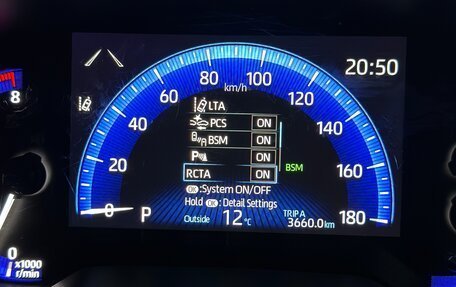 20:50
80
100
km/h
60
120
8
LTA
40
140
PCS ON
BSM ON
20
160
P ON
BSM
RCTA ON
OK:System ON/OFF
Hold OK: Detail Settings
0
P
Outside 12°C
TRIP A
3660.0 km
180
0
x1000
r/min